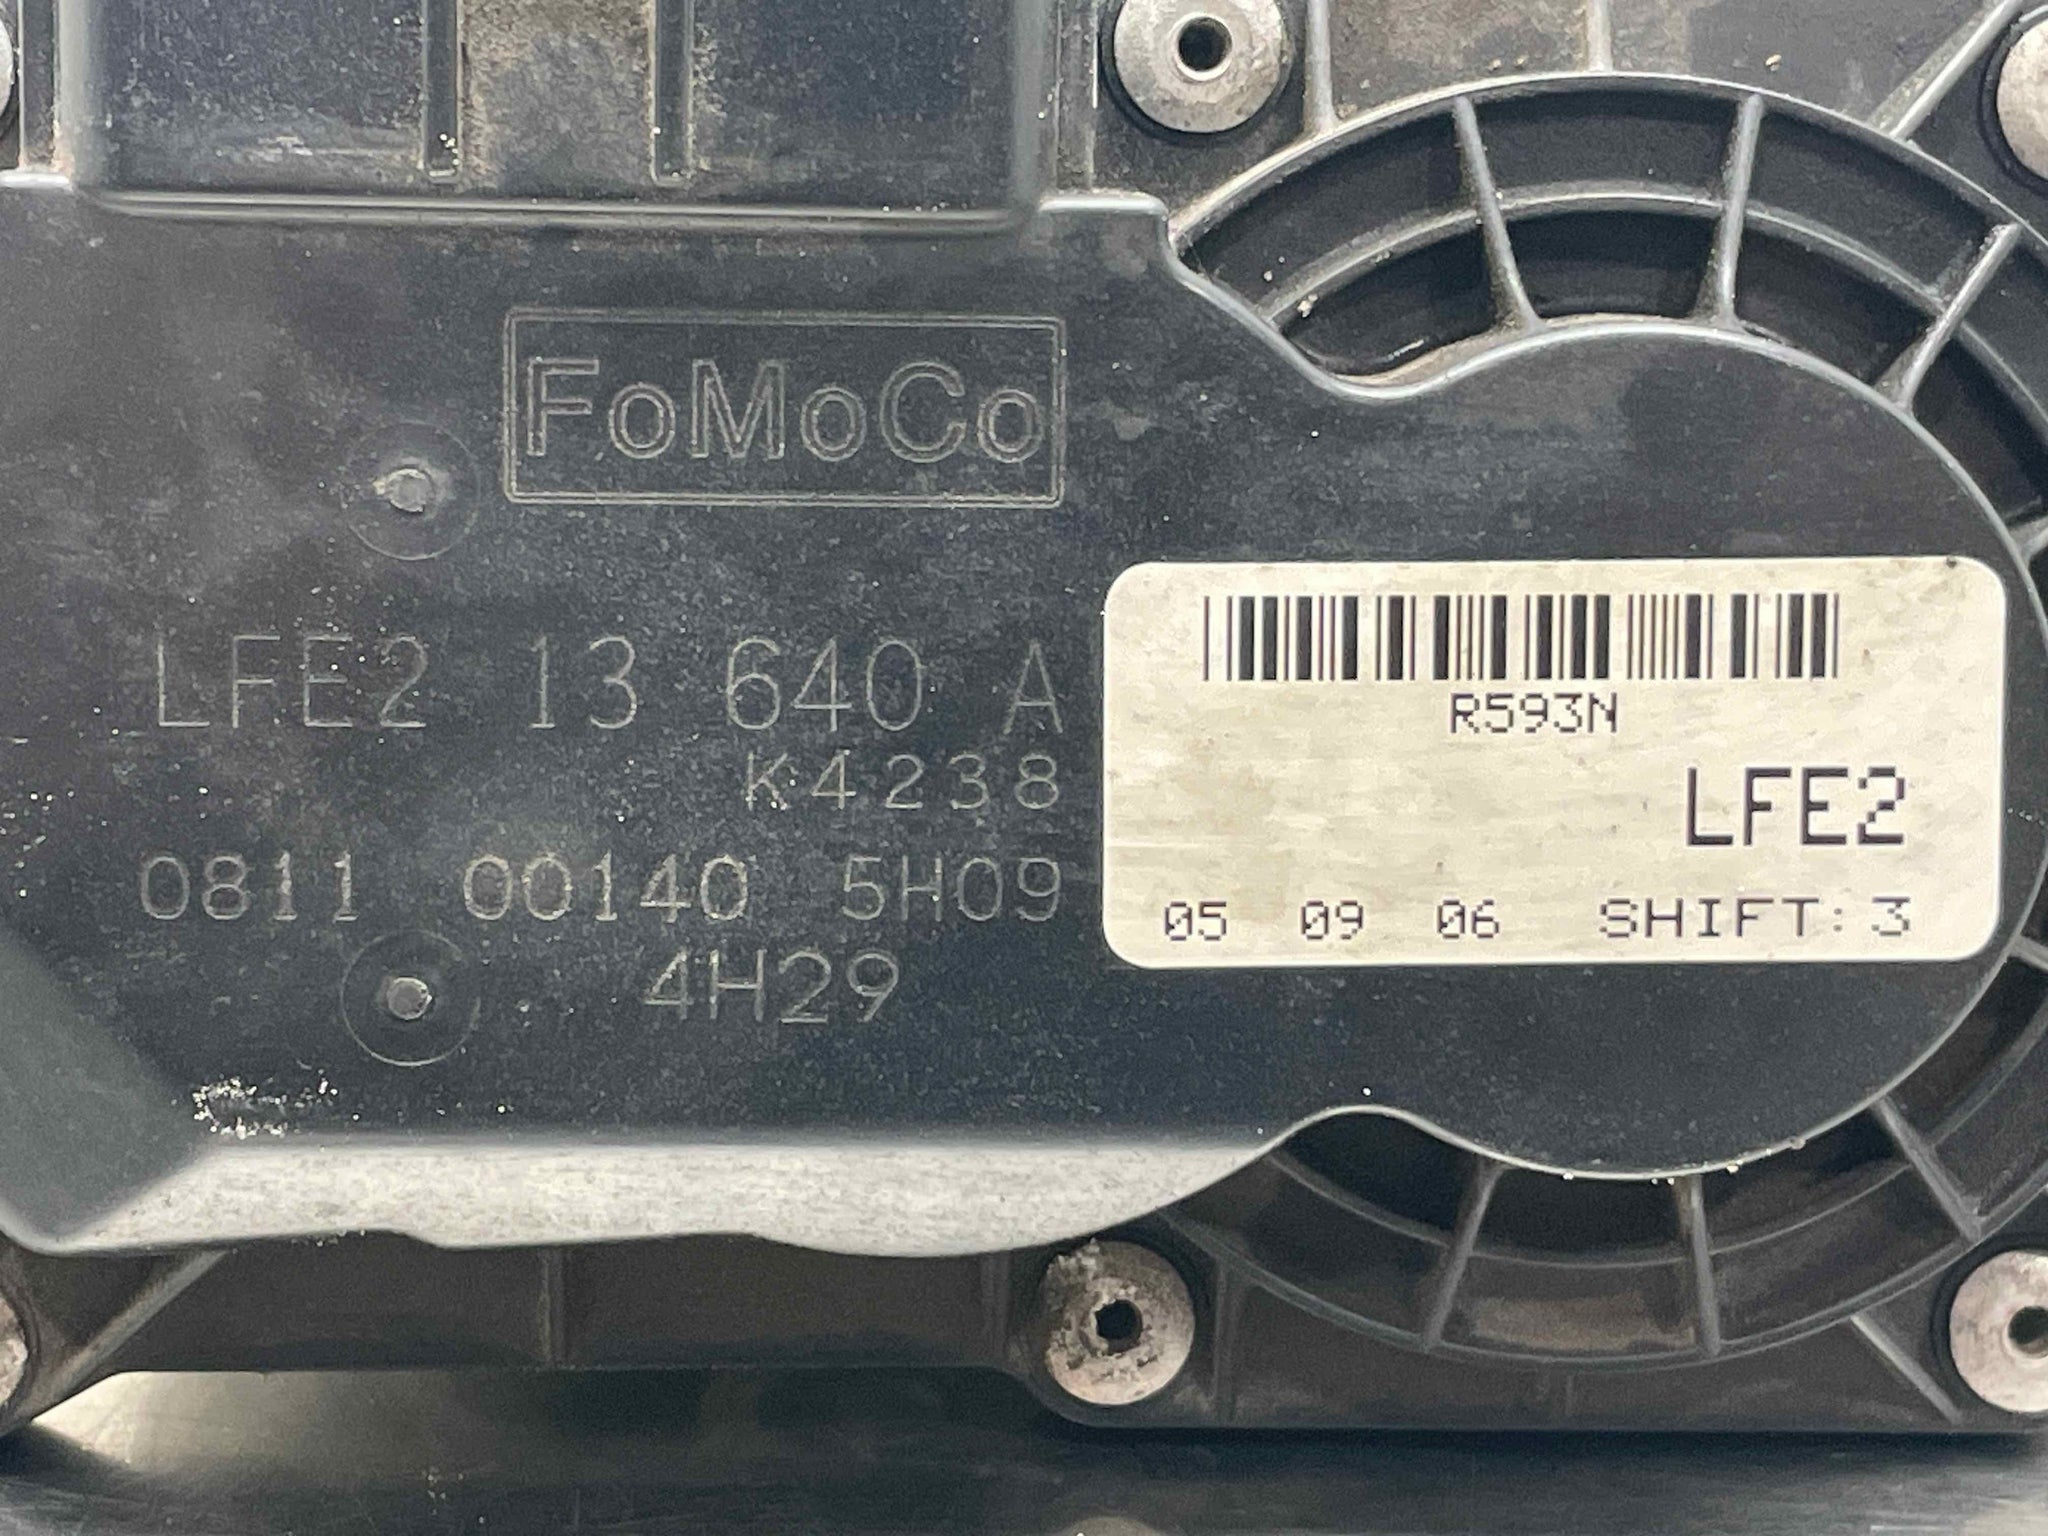 FoMoCo
LFE2 13 640 A
K4238
0811 00140 5H09
4H29
R593N
LFE2
05 09 06 SHIFT:3